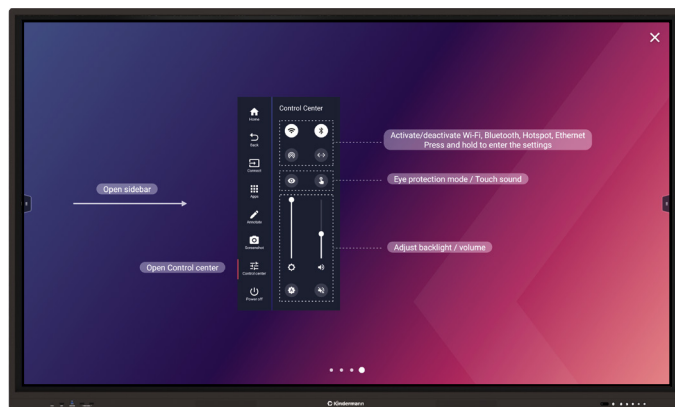 Home
Back
Connect
Apps
Annotate
Screenshot
Control center
Power off
Control Center
Activate/deactivate Wi-Fi, Bluetooth, Hotspot, Ethernet
Press and hold to enter the settings
Eye protection mode / Touch sound
Open sidebar
Adjust backlight / volume
Open Control center
Kindermann